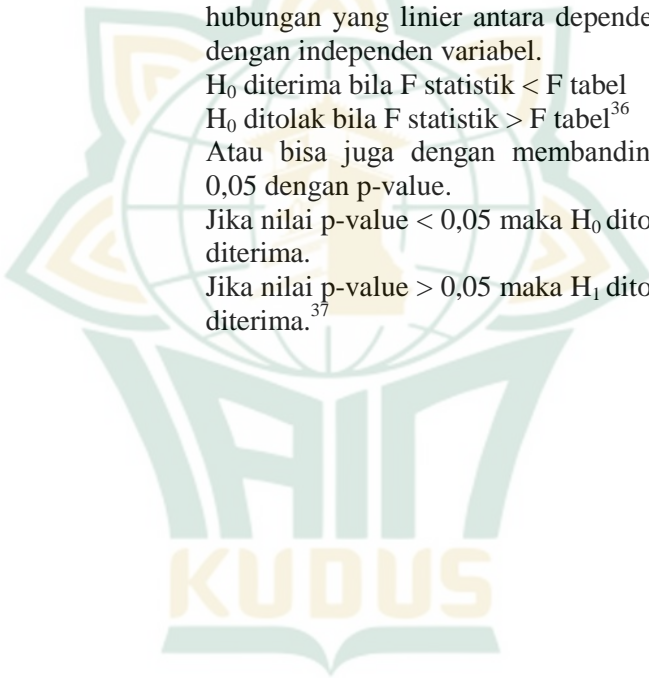 hubungan yang linier antara depende
dengan independen variabel.
H₀ diterima bila F statistik < F tabel
H₀ ditolak bila F statistik > F tabel³⁶
Atau bisa juga dengan membandin
0,05 dengan p-value.
Jika nilai p-value < 0,05 maka H₀ dito
diterima.
Jika nilai p-value > 0,05 maka H₁ dito
diterima.³⁷
IAIN
KUDUS